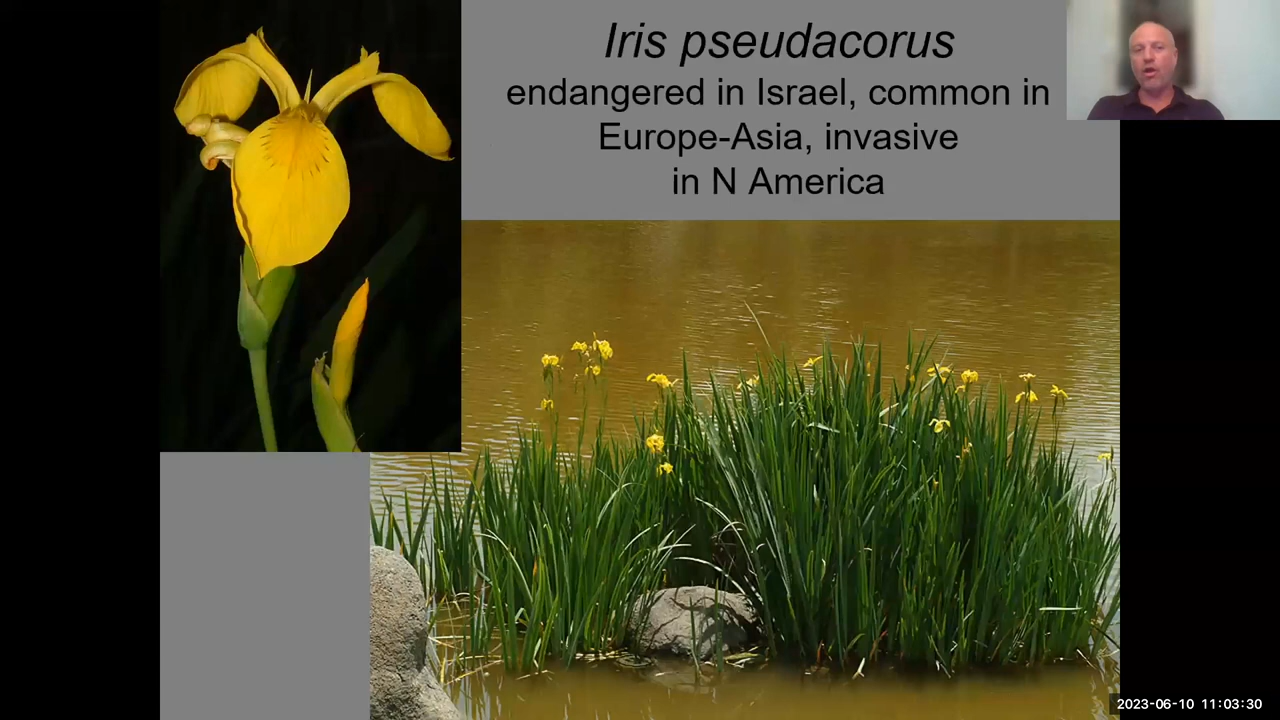 Iris pseudacorus
endangered in Israel, common in
Europe-Asia, invasive
in N America
2023-06-10 11:03:30